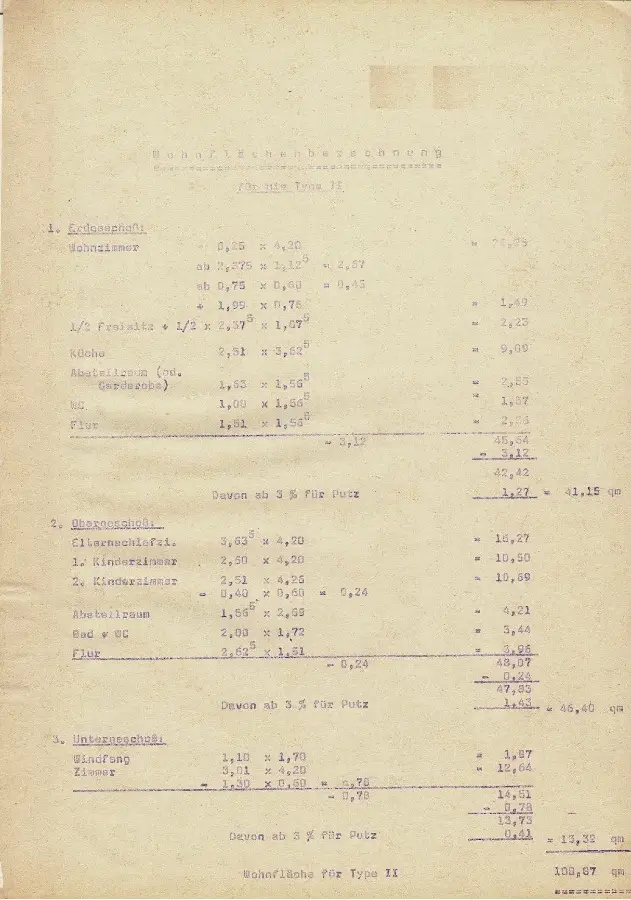 Wohnflächenberechnung
für die Type II
1. Erdgeschoß:
Wohnzimmer 6,25 x 4,20 = 26,25
ab 2,375 x 1,12⁵ = 2,67
ab 0,75 x 0,60 = 0,45
+ 1,99 x 0,75 = 1,49
1/2 Freisitz + 1/2 x 2,37⁵ x 1,87⁵ = 2,23
Küche 2,51 x 3,62⁵ = 9,09
Abstellraum (od.
Garderobe) 1,63 x 1,56⁵ = 2,55
WC 1,00 x 1,56⁵ = 1,57
Flur 1,51 x 1,56⁵ = 2,36
- 3,12 45,54
- 3,12
42,42
Davon ab 3 % für Putz 1,27 = 41,15 qm
2. Obergeschoß:
Elternschlafzi. 3,63⁵ x 4,20 = 15,27
1. Kinderzimmer 2,50 x 4,20 = 10,50
2. Kinderzimmer 2,51 x 4,26 = 10,69
- 0,40 x 0,60 = 0,24
Abstellraum 1,56⁵ x 2,69 = 4,21
Bad + WC 2,00 x 1,72 = 3,44
Flur 2,62⁵ x 1,51 = 3,96
- 0,24 48,07
- 0,24
47,83
Davon ab 3 % für Putz 1,43 = 46,40 qm
3. Untergeschoß:
Windfang 1,10 x 1,70 = 1,87
Zimmer 3,01 x 4,20 = 12,64
- 1,30 x 0,60 = 0,78
- 0,78 14,51
- 0,78
13,73
Davon ab 3 % für Putz 0,41 = 13,32 qm
Wohnfläche für Type II 100,87 qm